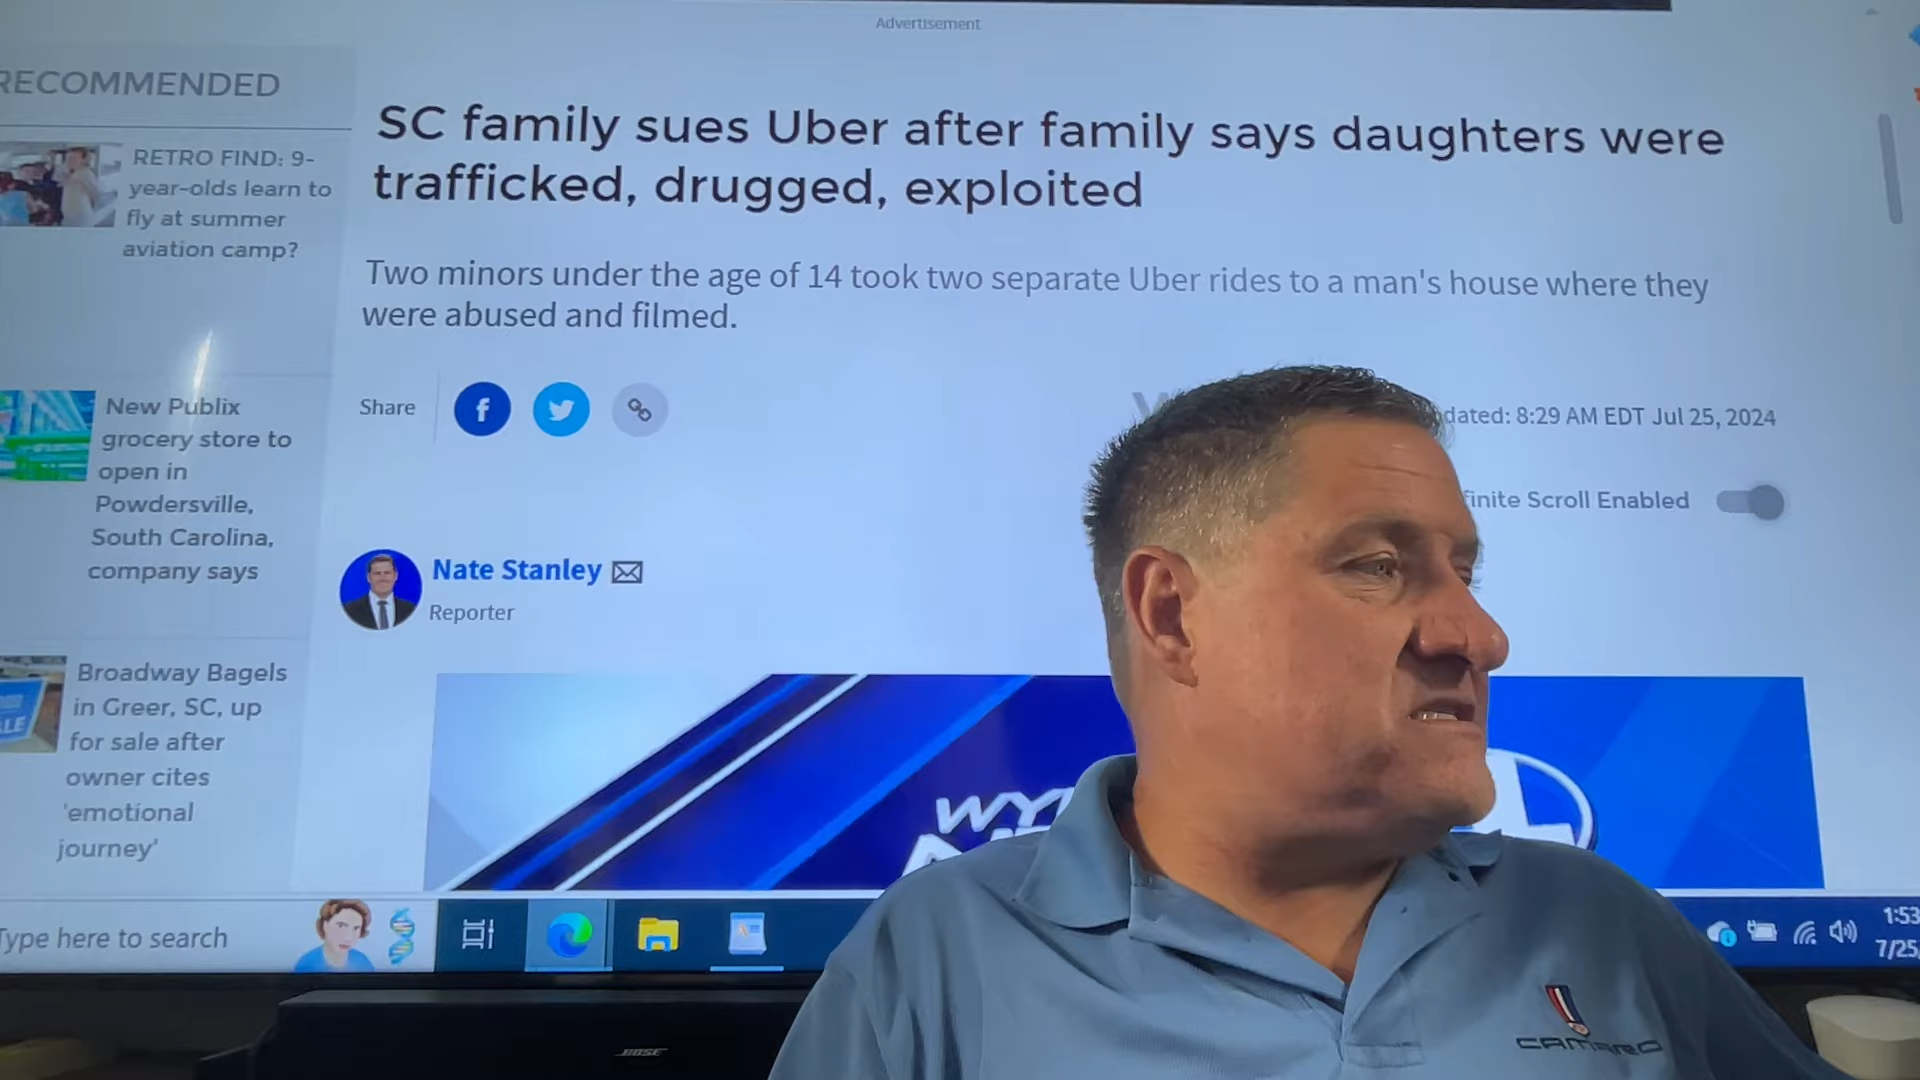 Advertisement
RECOMMENDED
RETRO FIND: 9-
year-olds learn to
fly at summer
aviation camp?
New Publix
grocery store to
open in
Powdersville,
South Carolina,
company says
Broadway Bagels
in Greer, SC, up
for sale after
owner cites
'emotional
journey'
SC family sues Uber after family says daughters were
trafficked, drugged, exploited
Two minors under the age of 14 took two separate Uber rides to a man's house where they
were abused and filmed.
Share
dated: 8:29 AM EDT Jul 25, 2024
finite Scroll Enabled
Nate Stanley
Reporter
WYF
Type here to search
1:53
7/25
BOSE
CAMARO